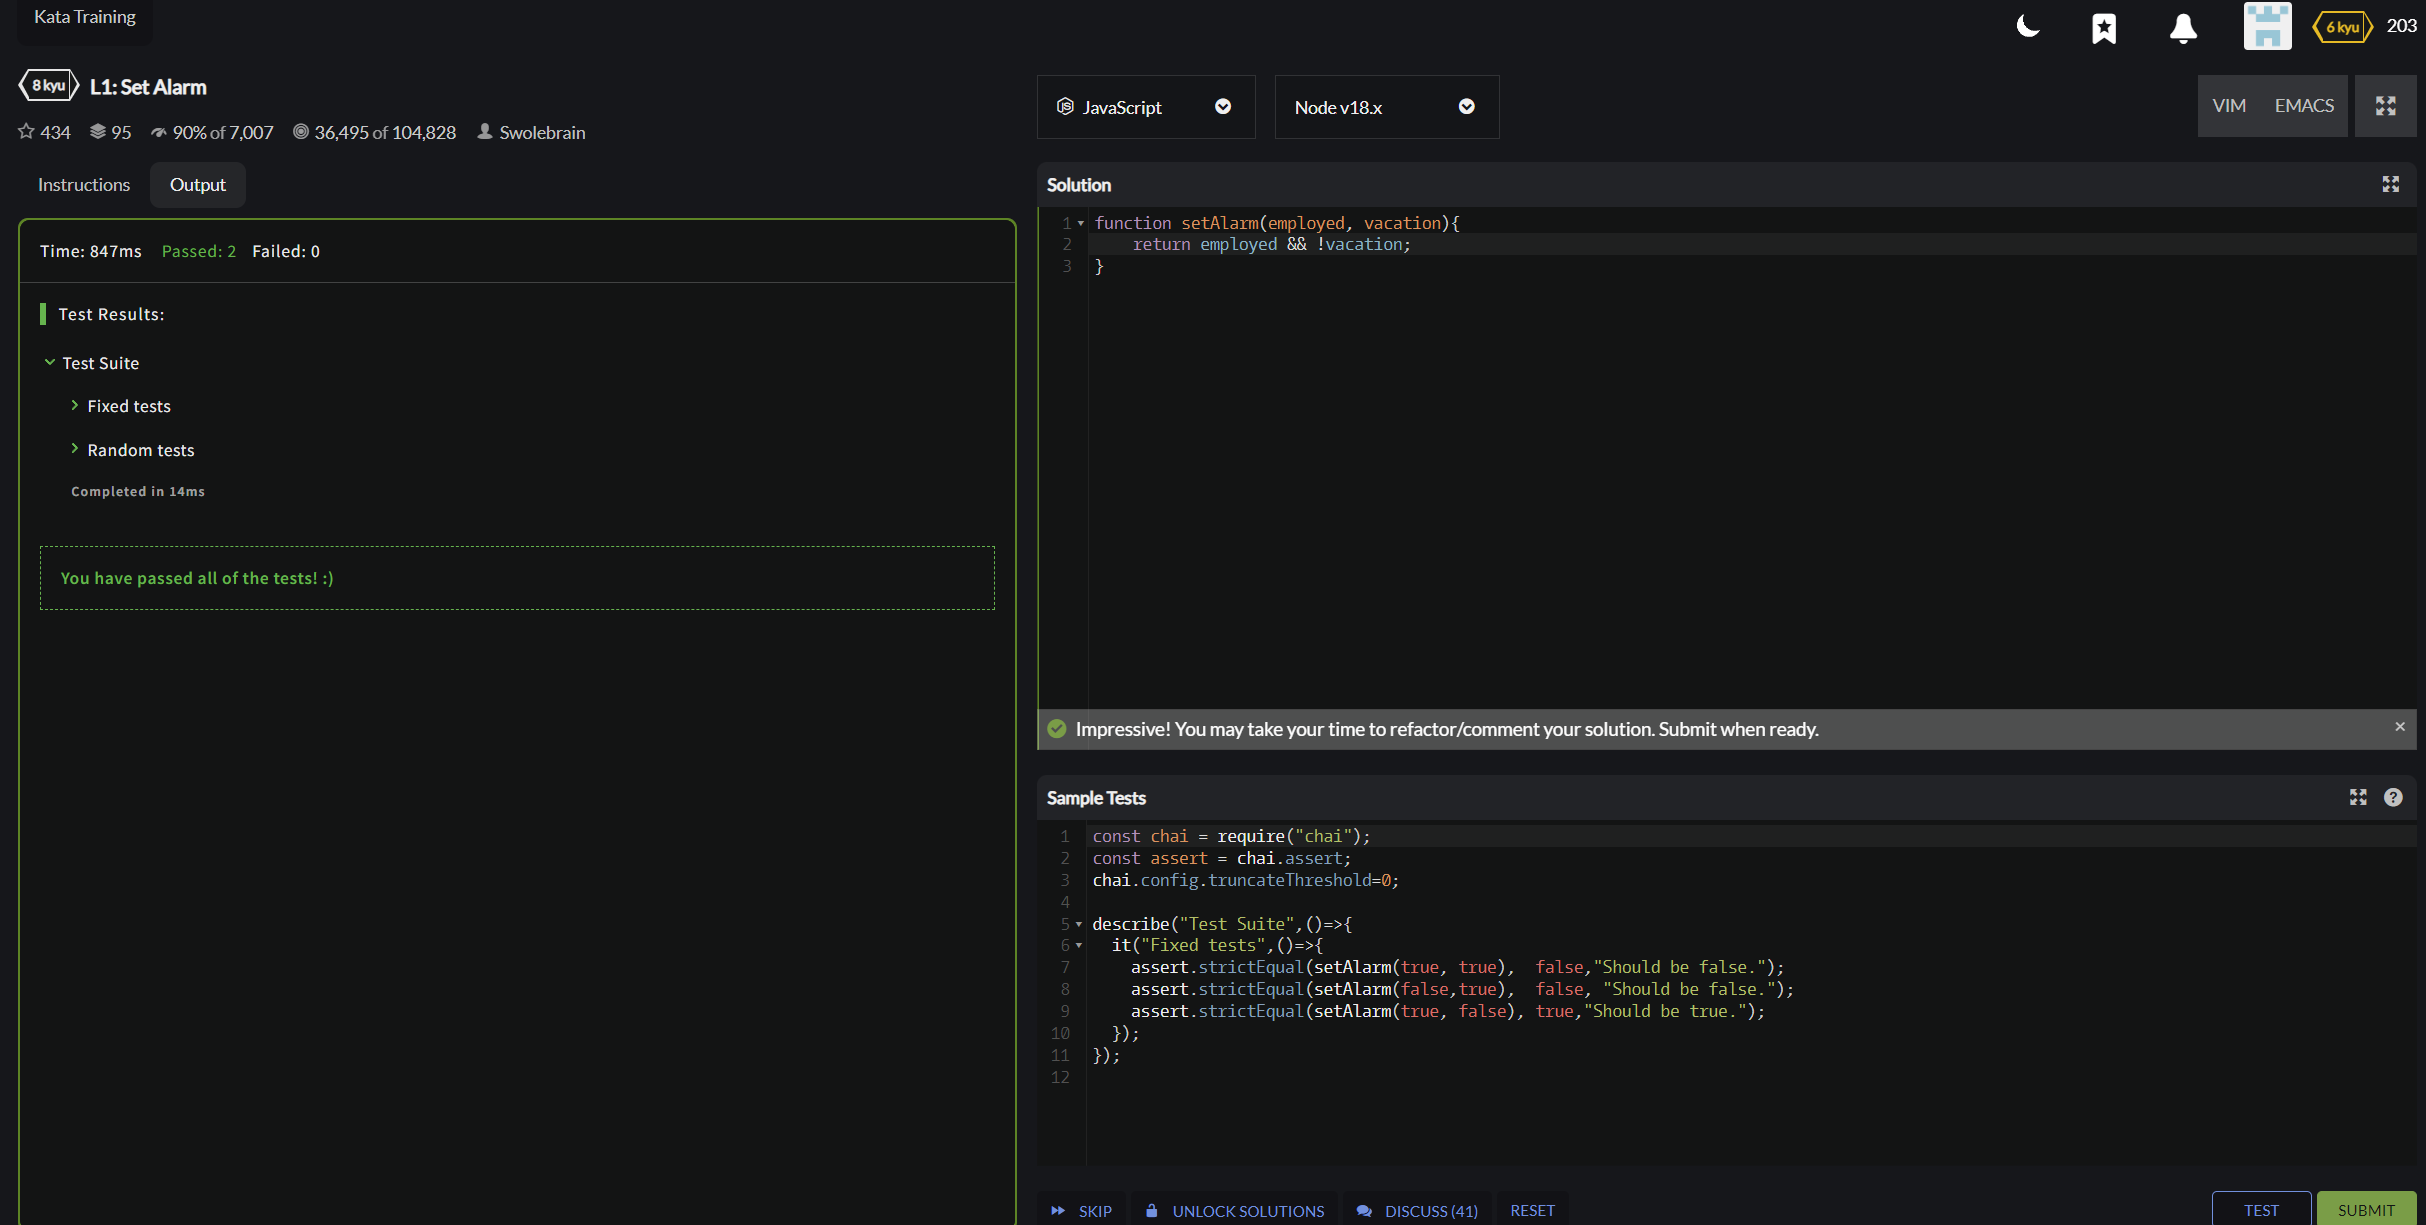 Kata Training
6 kyu 203
8 kyu L1: Set Alarm
434 95 90% of 7,007 36,495 of 104,828 Swolebrain
JavaScript
Node v18.x
VIM EMACS
Instructions Output
Time: 847ms Passed: 2 Failed: 0
Test Results:
Test Suite
Fixed tests
Random tests
Completed in 14ms
You have passed all of the tests! :)
Solution
1 function setAlarm(employed, vacation){
2 return employed && !vacation;
3 }
Impressive! You may take your time to refactor/comment your solution. Submit when ready.
Sample Tests
1 const chai = require("chai");
2 const assert = chai.assert;
3 chai.config.truncateThreshold=0;
4
5 describe("Test Suite",()=>{
6 it("Fixed tests",()=>{
7 assert.strictEqual(setAlarm(true, true), false,"Should be false.");
8 assert.strictEqual(setAlarm(false,true), false, "Should be false.");
9 assert.strictEqual(setAlarm(true, false), true,"Should be true.");
10 });
11 });
12
SKIP UNLOCK SOLUTIONS DISCUSS (41) RESET TEST SUBMIT